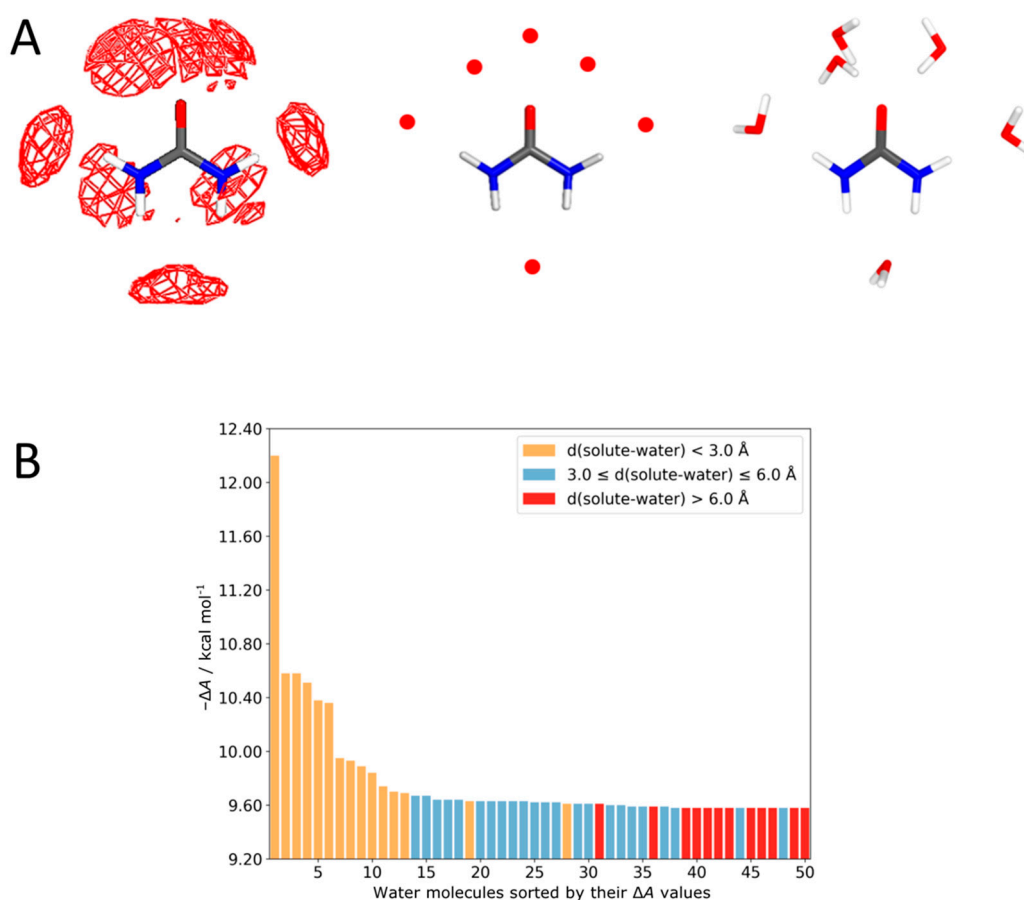 A
B
12.40
12.00
11.60
11.20
10.80
10.40
10.00
9.60
9.20
−ΔA / kcal mol⁻¹
d(solute-water) < 3.0 Å
3.0 ≤ d(solute-water) ≤ 6.0 Å
d(solute-water) > 6.0 Å
5 10 15 20 25 30 35 40 45 50
Water molecules sorted by their ΔA values